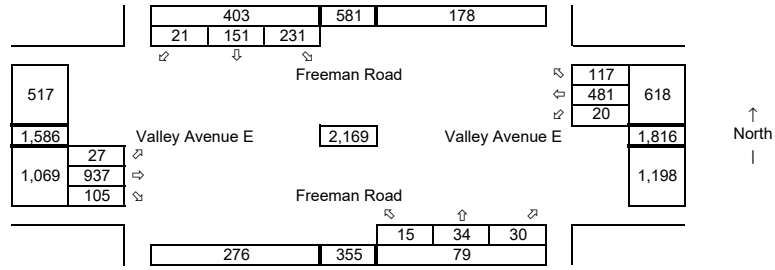 403 581 178
21 151 231
Freeman Road
117
517 481 618
20
1,586 Valley Avenue E 2,169 Valley Avenue E 1,816 North
27
1,069 937 1,198
105 Freeman Road
15 34 30
276 355 79